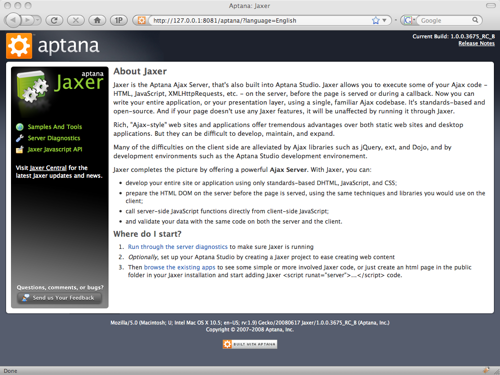 Aptana: Jaxer
1P
http://127.0.0.1:8081/aptana/?language=English
Google
aptana
Current Build: 1.0.0.3675_RC_B
Release Notes
aptana
Jaxer
Samples And Tools
Server Diagnostics
Jaxer Javascript API
Visit Jaxer Central for the
latest Jaxer updates and news.
Questions, comments, or bugs?
Send us Your Feedback
About Jaxer
Jaxer is the Aptana Ajax Server, that's also built into Aptana Studio. Jaxer allows you to execute some of your Ajax code -
HTML, JavaScript, XMLHttpRequests, etc. - on the server, before the page is served or during a callback. Now you can
write your entire application, or your presentation layer, using a single, familiar Ajax codebase. It's standards-based and
open-source. And if your page doesn't use any Jaxer features, it will be unaffected by running it through Jaxer.
Rich, "Ajax-style" web sites and applications offer tremendous advantages over both static web sites and desktop
applications. But they can be difficult to develop, maintain, and expand.
Many of the difficulties on the client side are alleviated by Ajax libraries such as jQuery, ext, and Dojo, and by
development environments such as the Aptana Studio development environement.
Jaxer completes the picture by offering a powerful Ajax Server. With Jaxer, you can:
• develop your entire site or application using only standards-based DHTML, JavaScript, and CSS;
• prepare the HTML DOM on the server before the page is served, using the same techniques and libraries you would use on the
client;
• call server-side JavaScript functions directly from client-side JavaScript;
• and validate your data with the same code on both the server and the client.
Where do I start?
1. Run through the server diagnostics to make sure Jaxer is running
2. Optionally, set up your Aptana Studio by creating a Jaxer project to ease creating web content
3. Then browse the existing apps to see some simple or more involved Jaxer code, or just create an html page in the public
folder in your Jaxer installation and start adding Jaxer <script runat="server">...</script> code.
Mozilla/5.0 (Macintosh; U; Intel Mac OS X 10.5; en-US; rv:1.9) Gecko/20080617 Jaxer/1.0.0.3675_RC_B (Aptana, Inc.)
Copyright © 2007-2008 Aptana, Inc.
BUILT WITH APTANA
Done